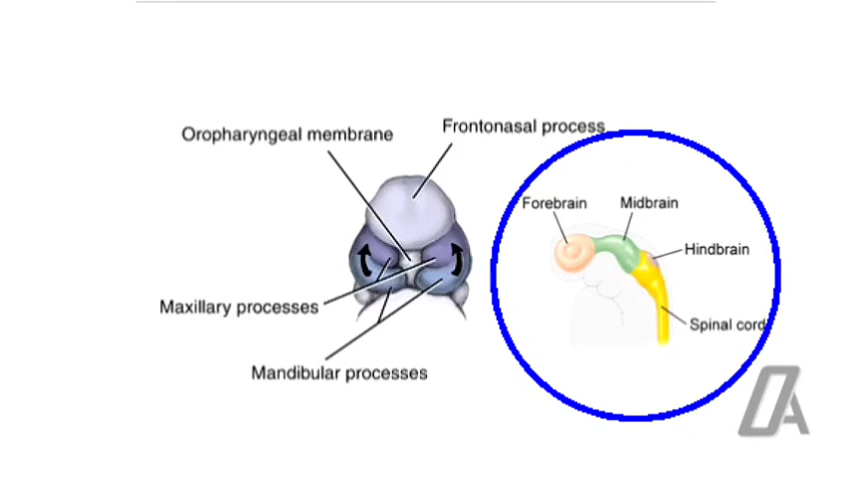 Oropharyngeal membrane
Frontonasal process
Forebrain
Midbrain
Hindbrain
Maxillary processes
Spinal cord
Mandibular processes